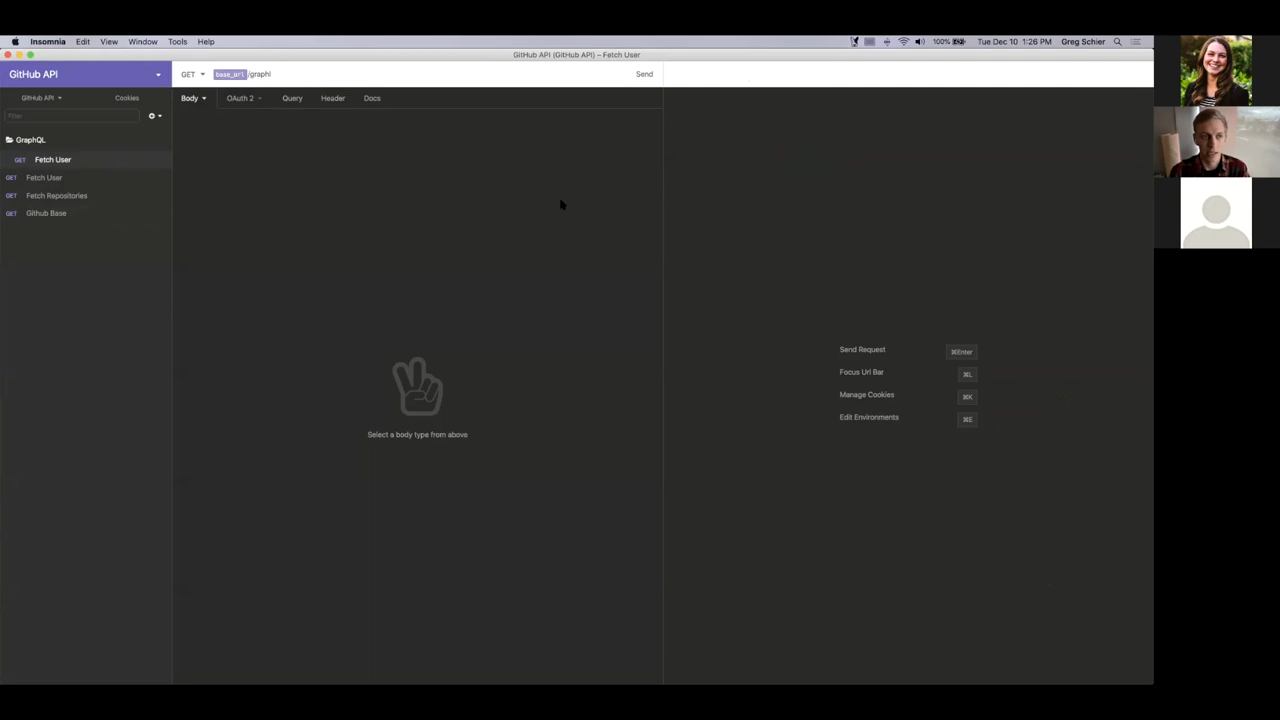 Insomnia Edit View Window Tools Help 100% Tue Dec 10 1:26 PM Greg Schier
GitHub API (GitHub API) – Fetch User
GitHub API
GET base_url /graphl Send
GitHub API Cookies
Body OAuth 2 Query Header Docs
Filter
GraphQL
GET Fetch User
GET Fetch User
GET Fetch Repositories
GET Github Base
Select a body type from above
Send Request ⌘Enter
Focus Url Bar ⌘L
Manage Cookies ⌘K
Edit Environments ⌘E